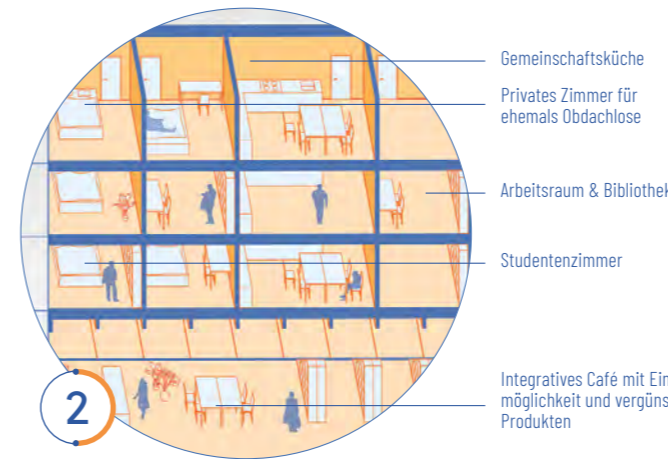 Gemeinschaftsküche
Privates Zimmer für
ehemals Obdachlose
Arbeitsraum & Bibliothek
Studentenzimmer
Integratives Café mit Ein
möglichkeit und vergüns
Produkten
2